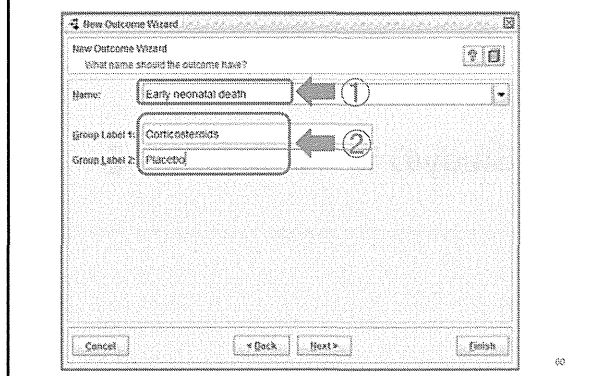 New Outcome Wizard
New Outcome Wizard
What name should the outcome have?
Name: Early neonatal death ①
Group Label 1: Corticosteroids ②
Group Label 2: Placebo
Cancel < Back Next > Finish
60